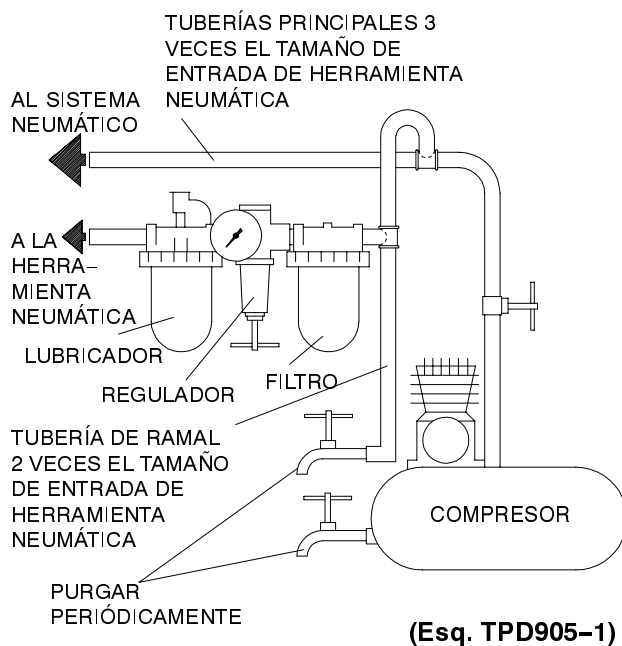 TUBERÍAS PRINCIPALES 3
VECES EL TAMAÑO DE
ENTRADA DE HERRAMIENTA
NEUMÁTICA
AL SISTEMA
NEUMÁTICO
A LA
HERRA–
MIENTA
NEUMÁTICA
LUBRICADOR
REGULADOR
FILTRO
TUBERÍA DE RAMAL
2 VECES EL TAMAÑO
DE ENTRADA DE
HERRAMIENTA
NEUMÁTICA
COMPRESOR
PURGAR
PERIÓDICAMENTE
(Esq. TPD905–1)